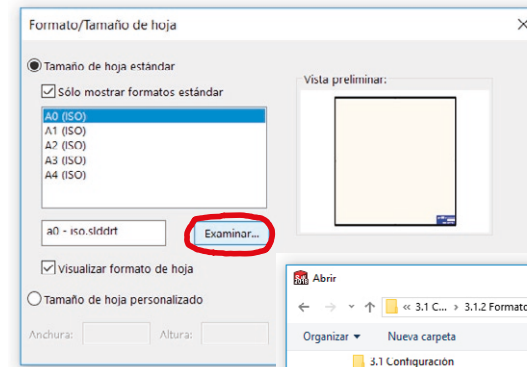 Formato/Tamaño de hoja
Tamaño de hoja estándar
Sólo mostrar formatos estándar
A0 (ISO)
A1 (ISO)
A2 (ISO)
A3 (ISO)
A4 (ISO)
a0 - iso.slddrt
Examinar...
Visualizar formato de hoja
Tamaño de hoja personalizado
Anchura:
Altura:
Vista preliminar:
Abrir
« 3.1 C... > 3.1.2 Formato
Organizar
Nueva carpeta
3.1 Configuración